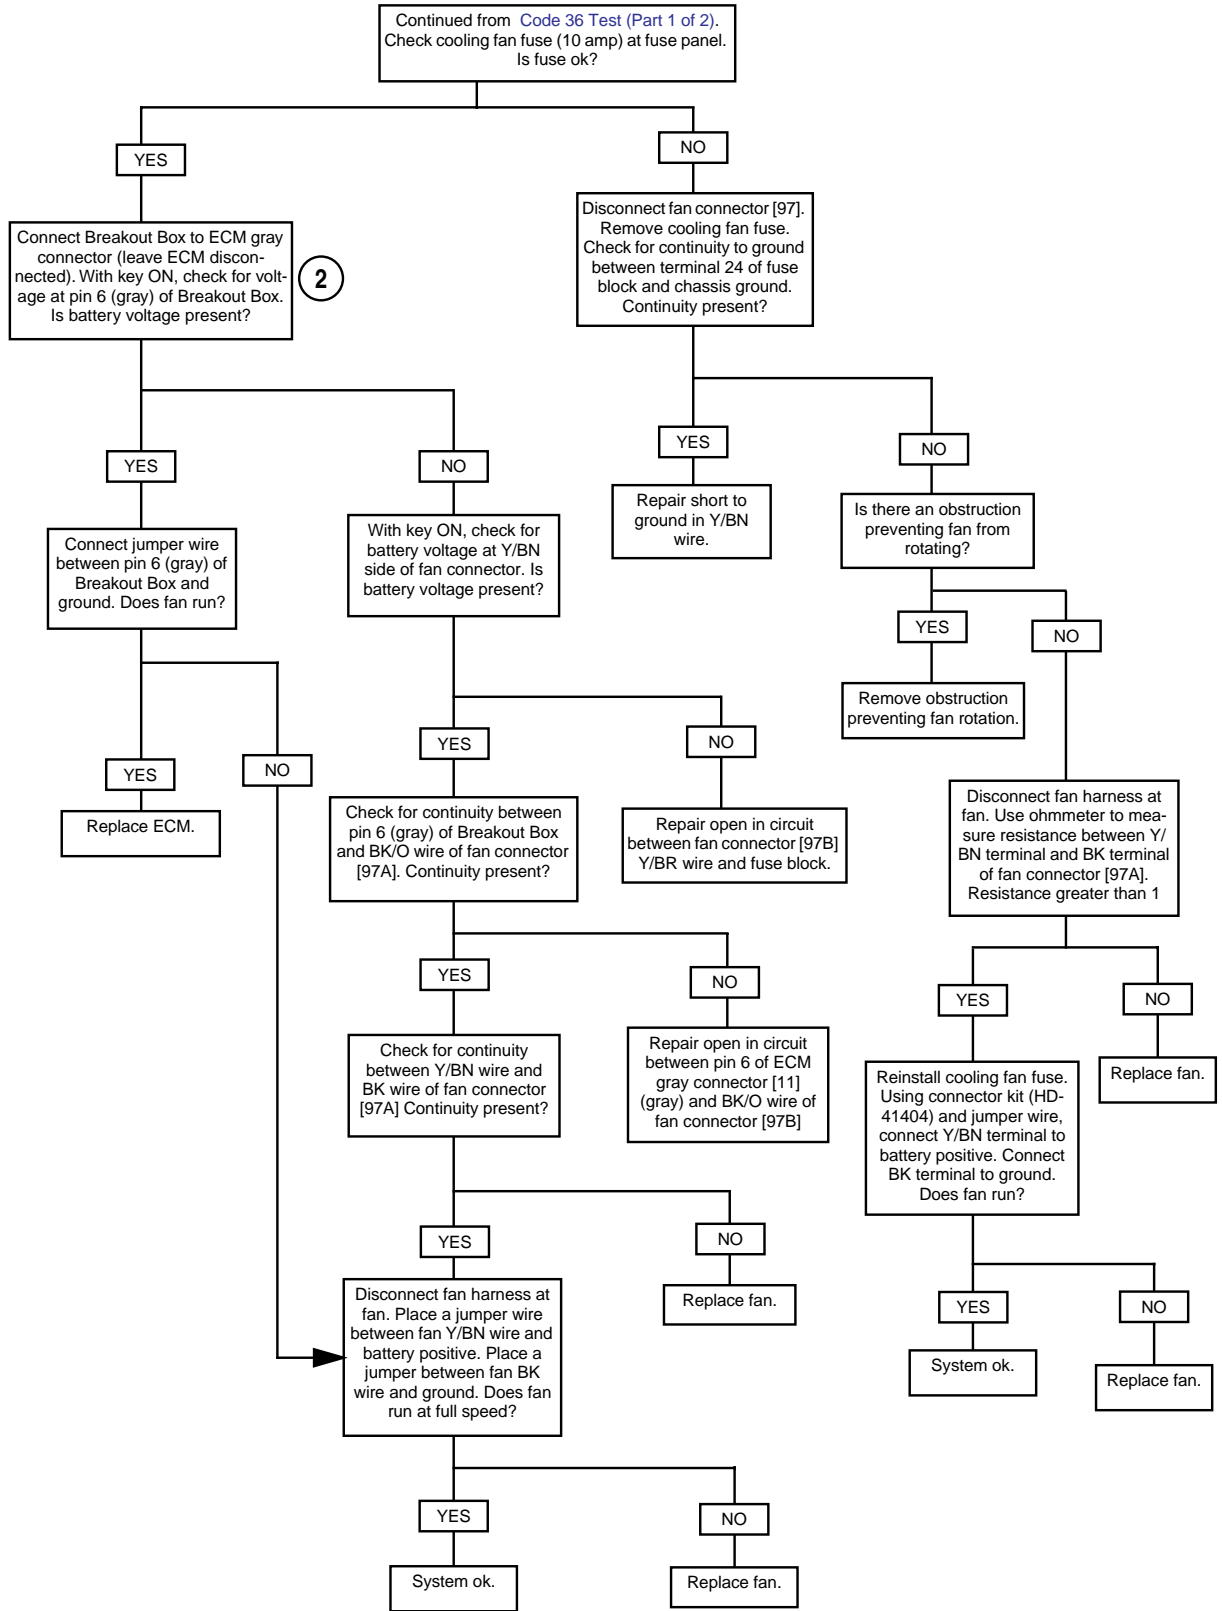 Continued from Code 36 Test (Part 1 of 2).
Check cooling fan fuse (10 amp) at fuse panel.
Is fuse ok?
YES
NO
Connect Breakout Box to ECM gray
connector (leave ECM discon-
nected). With key ON, check for volt-
age at pin 6 (gray) of Breakout Box.
Is battery voltage present?
2
Disconnect fan connector [97].
Remove cooling fan fuse.
Check for continuity to ground
between terminal 24 of fuse
block and chassis ground.
Continuity present?
YES
NO
YES
NO
Connect jumper wire
between pin 6 (gray) of
Breakout Box and
ground. Does fan run?
With key ON, check for
battery voltage at Y/BN
side of fan connector. Is
battery voltage present?
Repair short to
ground in Y/BN
wire.
Is there an obstruction
preventing fan from
rotating?
YES
NO
Remove obstruction
preventing fan rotation.
YES
NO
YES
NO
Replace ECM.
Check for continuity between
pin 6 (gray) of Breakout Box
and BK/O wire of fan connector
[97A]. Continuity present?
Repair open in circuit
between fan connector [97B]
Y/BR wire and fuse block.
Disconnect fan harness at
fan. Use ohmmeter to mea-
sure resistance between Y/
BN terminal and BK terminal
of fan connector [97A].
Resistance greater than 1
YES
NO
YES
NO
Check for continuity
between Y/BN wire and
BK wire of fan connector
[97A] Continuity present?
Repair open in circuit
between pin 6 of ECM
gray connector [11]
(gray) and BK/O wire of
fan connector [97B]
Reinstall cooling fan fuse.
Using connector kit (HD-
41404) and jumper wire,
connect Y/BN terminal to
battery positive. Connect
BK terminal to ground.
Does fan run?
Replace fan.
YES
NO
YES
NO
Disconnect fan harness at
fan. Place a jumper wire
between fan Y/BN wire and
battery positive. Place a
jumper between fan BK
wire and ground. Does fan
run at full speed?
Replace fan.
System ok.
Replace fan.
YES
NO
System ok.
Replace fan.